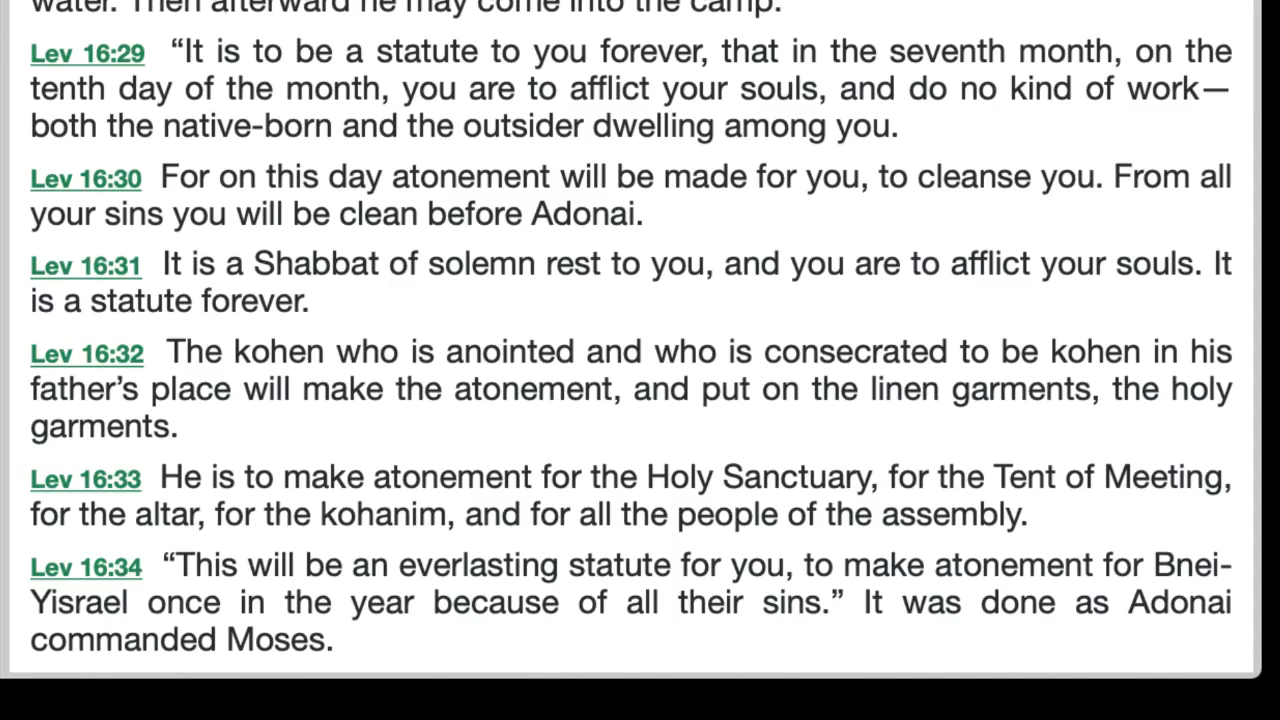 water. Then afterward he may come into the camp.
Lev 16:29 “It is to be a statute to you forever, that in the seventh month, on the
tenth day of the month, you are to afflict your souls, and do no kind of work—
both the native-born and the outsider dwelling among you.
Lev 16:30 For on this day atonement will be made for you, to cleanse you. From all
your sins you will be clean before Adonai.
Lev 16:31 It is a Shabbat of solemn rest to you, and you are to afflict your souls. It
is a statute forever.
Lev 16:32 The kohen who is anointed and who is consecrated to be kohen in his
father’s place will make the atonement, and put on the linen garments, the holy
garments.
Lev 16:33 He is to make atonement for the Holy Sanctuary, for the Tent of Meeting,
for the altar, for the kohanim, and for all the people of the assembly.
Lev 16:34 “This will be an everlasting statute for you, to make atonement for Bnei-
Yisrael once in the year because of all their sins.” It was done as Adonai
commanded Moses.